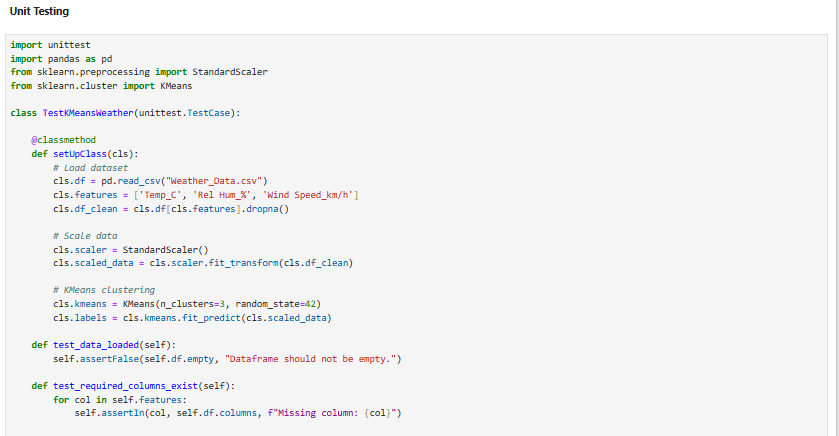 Unit Testing
import unittest
import pandas as pd
from sklearn.preprocessing import StandardScaler
from sklearn.cluster import KMeans
class TestKMeansWeather(unittest.TestCase):
    @classmethod
    def setUpClass(cls):
        # Load dataset
        cls.df = pd.read_csv("Weather_Data.csv")
        cls.features = ['Temp_C', 'Rel Hum_%', 'Wind Speed_km/h']
        cls.df_clean = cls.df[cls.features].dropna()
        # Scale data
        cls.scaler = StandardScaler()
        cls.scaled_data = cls.scaler.fit_transform(cls.df_clean)
        # KMeans clustering
        cls.kmeans = KMeans(n_clusters=3, random_state=42)
        cls.labels = cls.kmeans.fit_predict(cls.scaled_data)
    def test_data_loaded(self):
        self.assertFalse(self.df.empty, "Dataframe should not be empty.")
    def test_required_columns_exist(self):
        for col in self.features:
            self.assertIn(col, self.df.columns, f"Missing column: {col}")